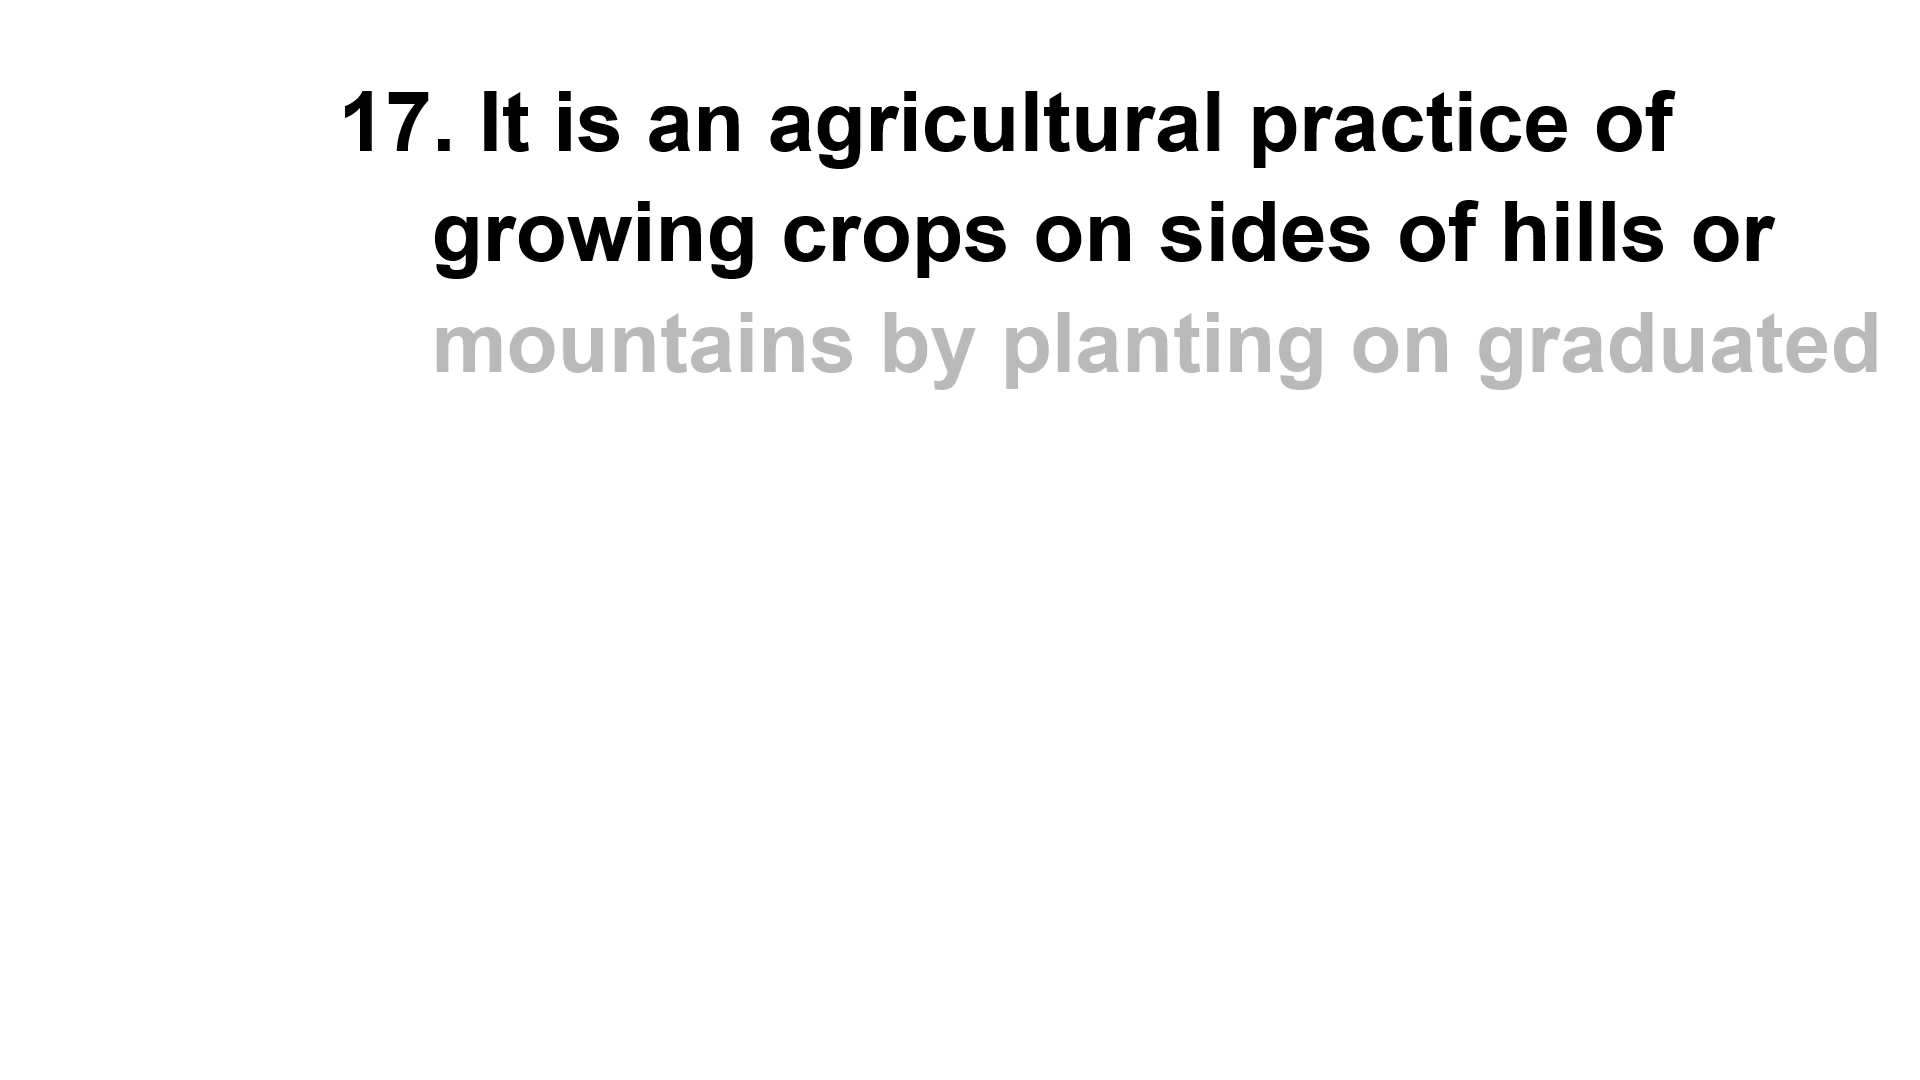 17. It is an agricultural practice of
growing crops on sides of hills or
mountains by planting on graduated